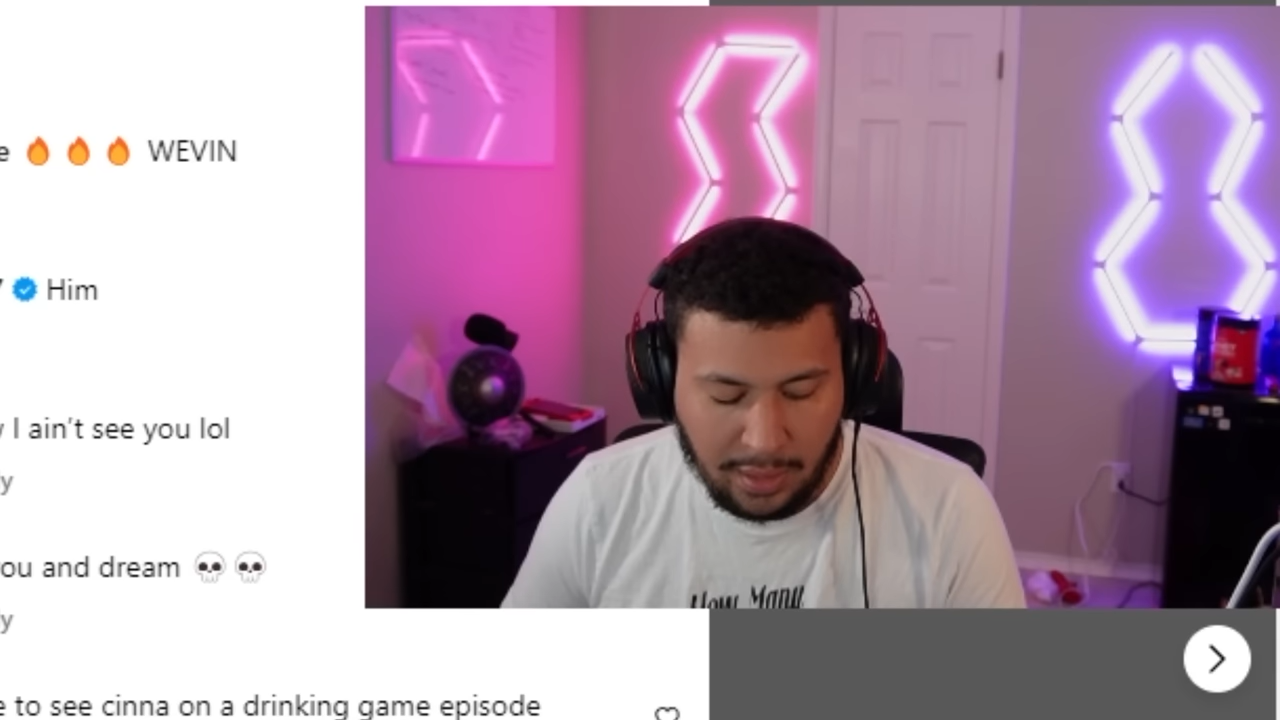 e 🔥 🔥 🔥 WEVIN
Him
I ain't see you lol
y
ou and dream 💀 💀
y
e to see cinna on a drinking game episode
How Many